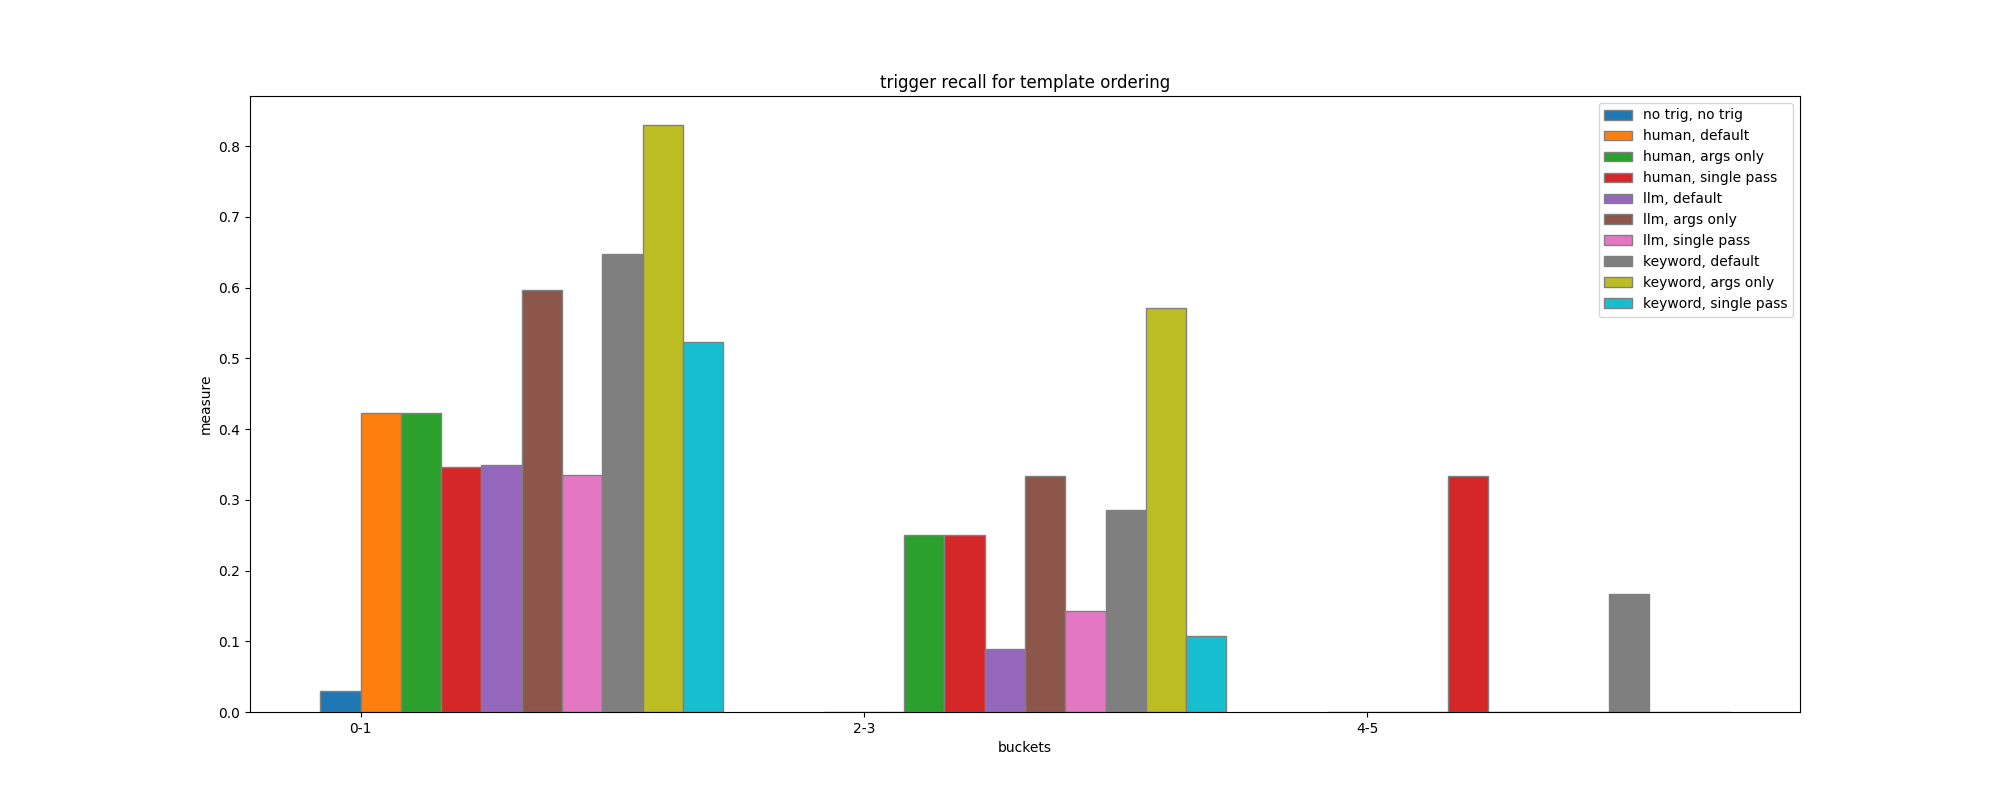 trigger recall for template ordering
no trig, no trig
human, default
human, args only
human, single pass
llm, default
llm, args only
llm, single pass
keyword, default
keyword, args only
keyword, single pass
measure
0.8
0.7
0.6
0.5
0.4
0.3
0.2
0.1
0.0
0-1
2-3
4-5
buckets